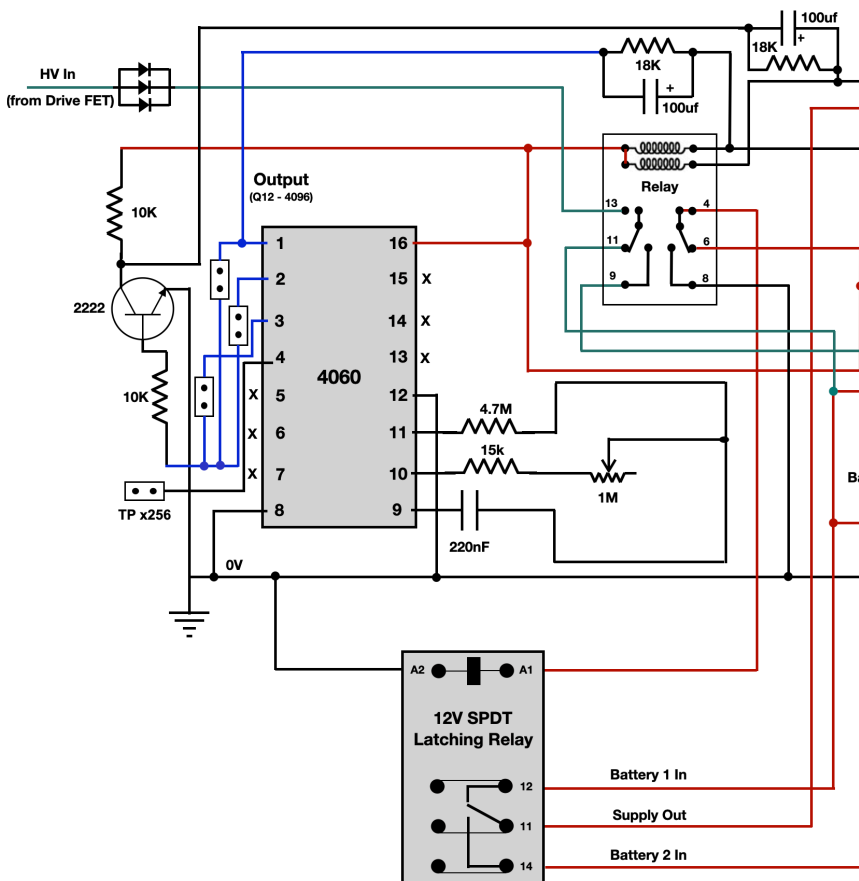 100uf
+
18K
18K
+
100uf
HV In
(from Drive FET)
10K
Output
(Q12 - 4096)
Relay
13
4
11
6
9
8
1
16
2
15
X
3
14
X
4
13
X
4060
X
5
12
X
6
11
X
7
10
8
9
2222
10K
TP x256
0V
4.7M
15k
1M
220nF
A2
A1
12V SPDT
Latching Relay
12
Battery 1 In
11
Supply Out
14
Battery 2 In